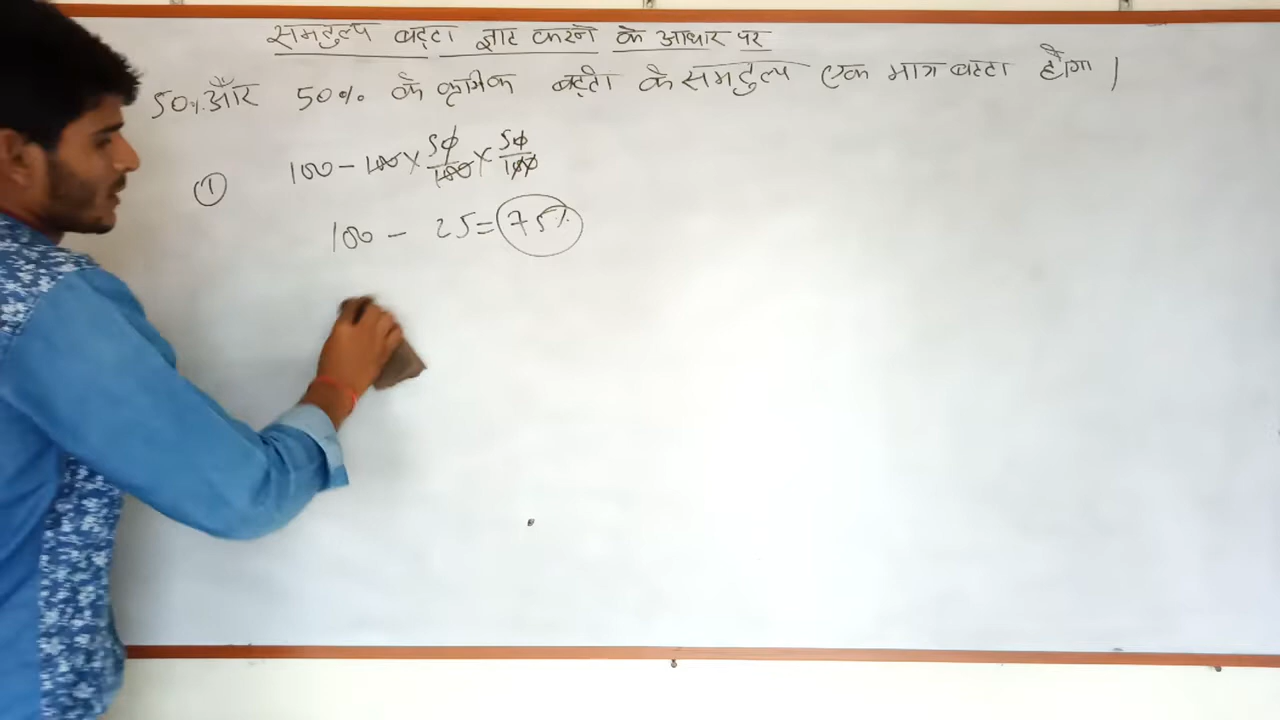 समतुल्य बट्टा ज्ञात करने के आधार पर
50% और 50% के क्रमिक बट्टो के समतुल्य एक मात्र बट्टा होगा |
① 100 - 100 × 50/100 × 50/100
100 - 25 = 75%